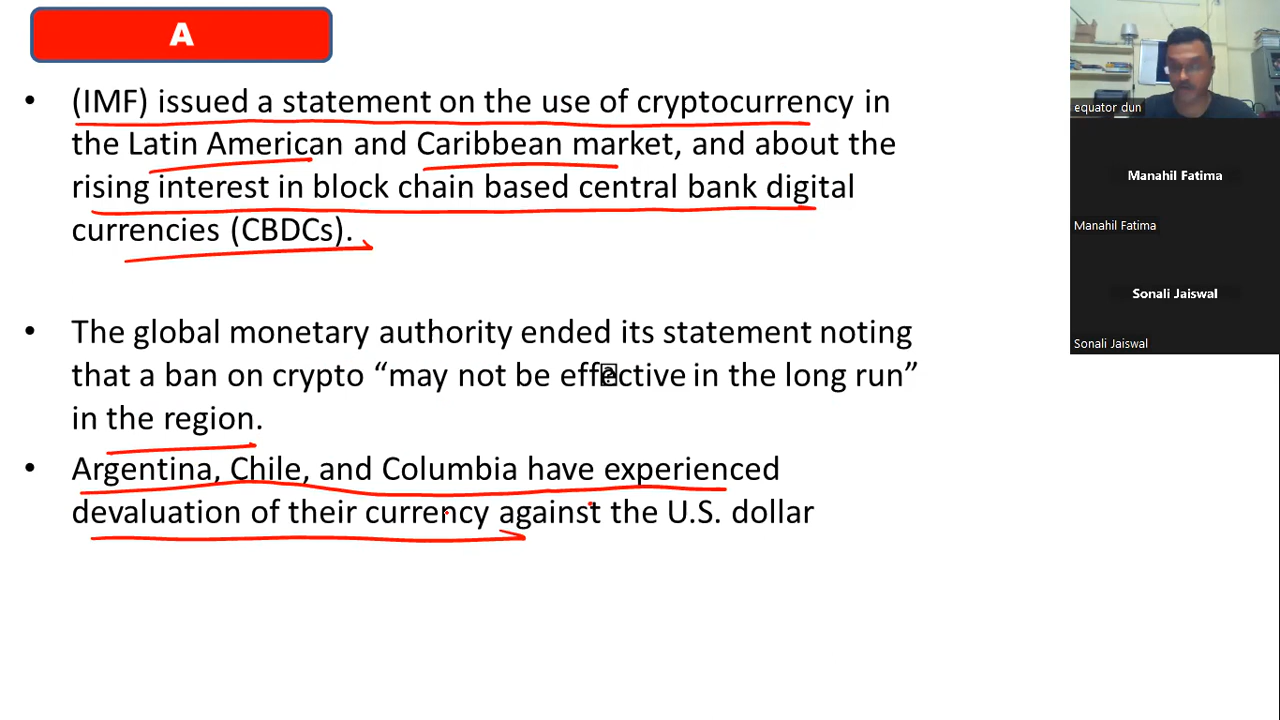 A
• (IMF) issued a statement on the use of cryptocurrency in
the Latin American and Caribbean market, and about the
rising interest in block chain based central bank digital
currencies (CBDCs).
• The global monetary authority ended its statement noting
that a ban on crypto “may not be effective in the long run”
in the region.
• Argentina, Chile, and Columbia have experienced
devaluation of their currency against the U.S. dollar
equator dun
Manahil Fatima
Manahil Fatima
Sonali Jaiswal
Sonali Jaiswal